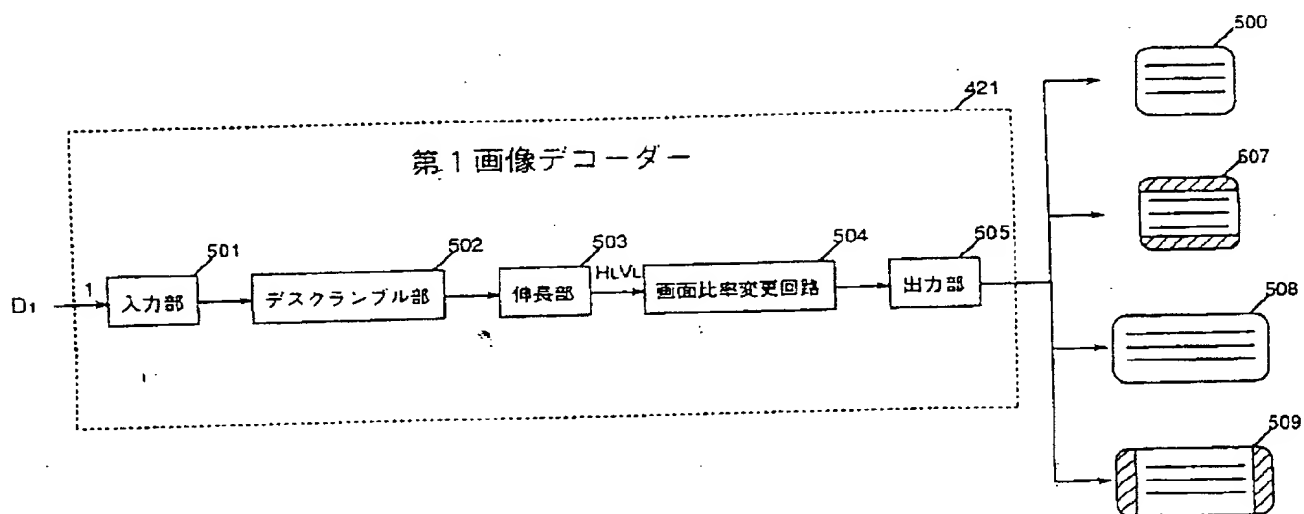 500
421
第1画像デコーダー
507
501
502
503
504
505
HLVL
D1
1
入力部
デスクランブル部
伸長部
画面比率変更回路
出力部
508
509